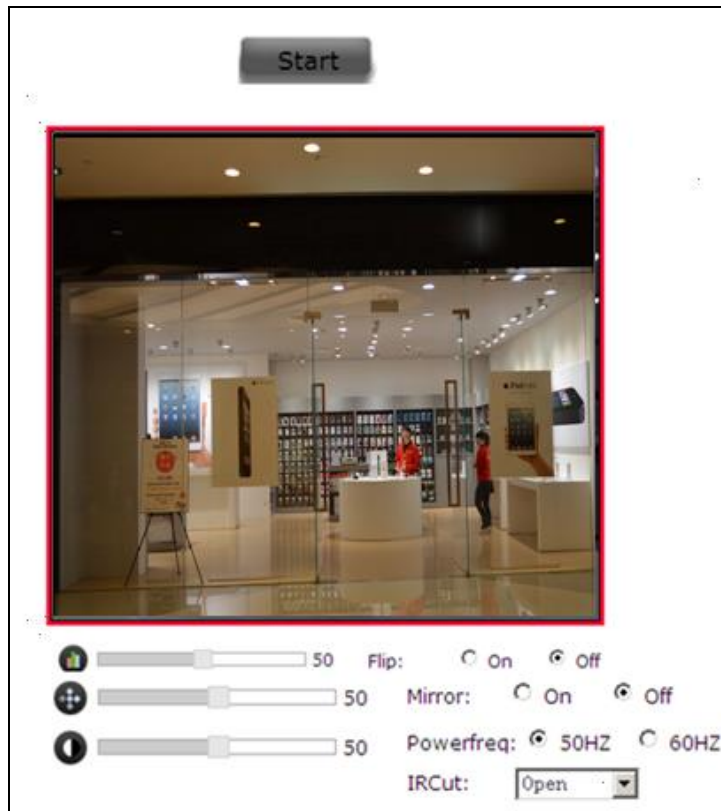 Start
50 Flip: On Off
50 Mirror: On Off
50 Powerfreq: 50HZ 60HZ
IRCut: Open